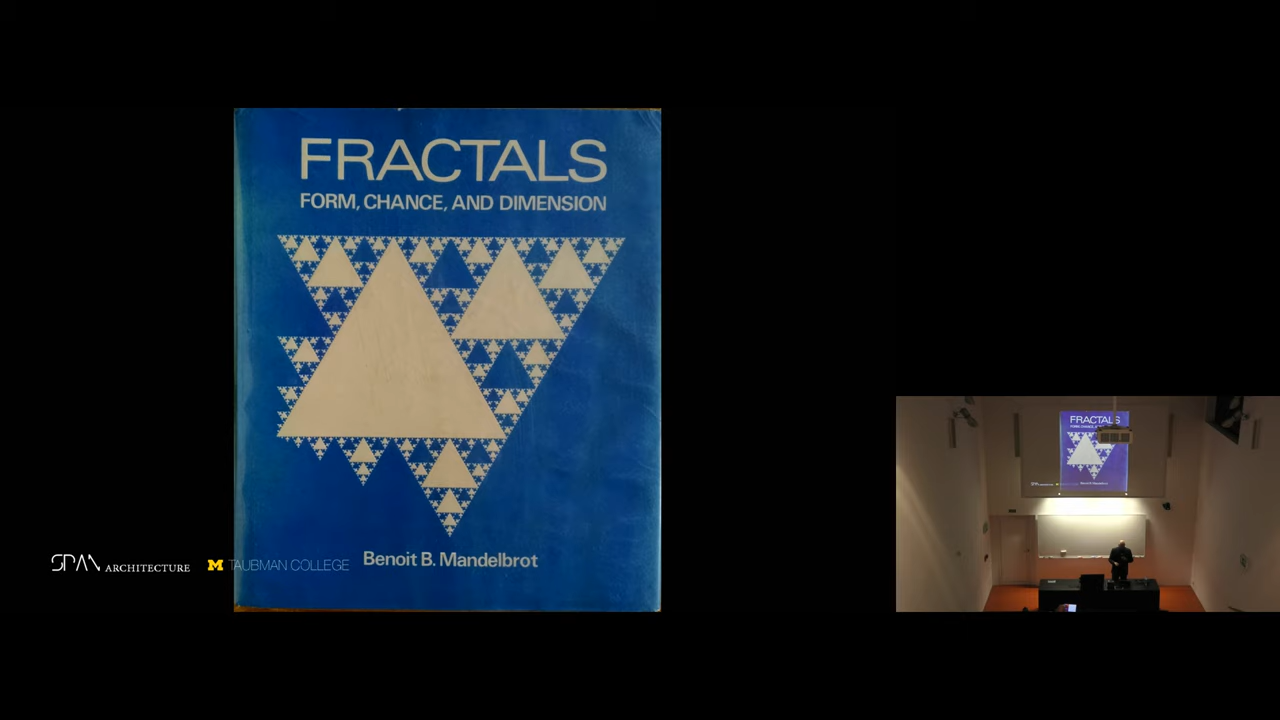 FRACTALS
FORM, CHANCE, AND DIMENSION
Benoit B. Mandelbrot
SPAN ARCHITECTURE
M TAUBMAN COLLEGE
FRACTALS